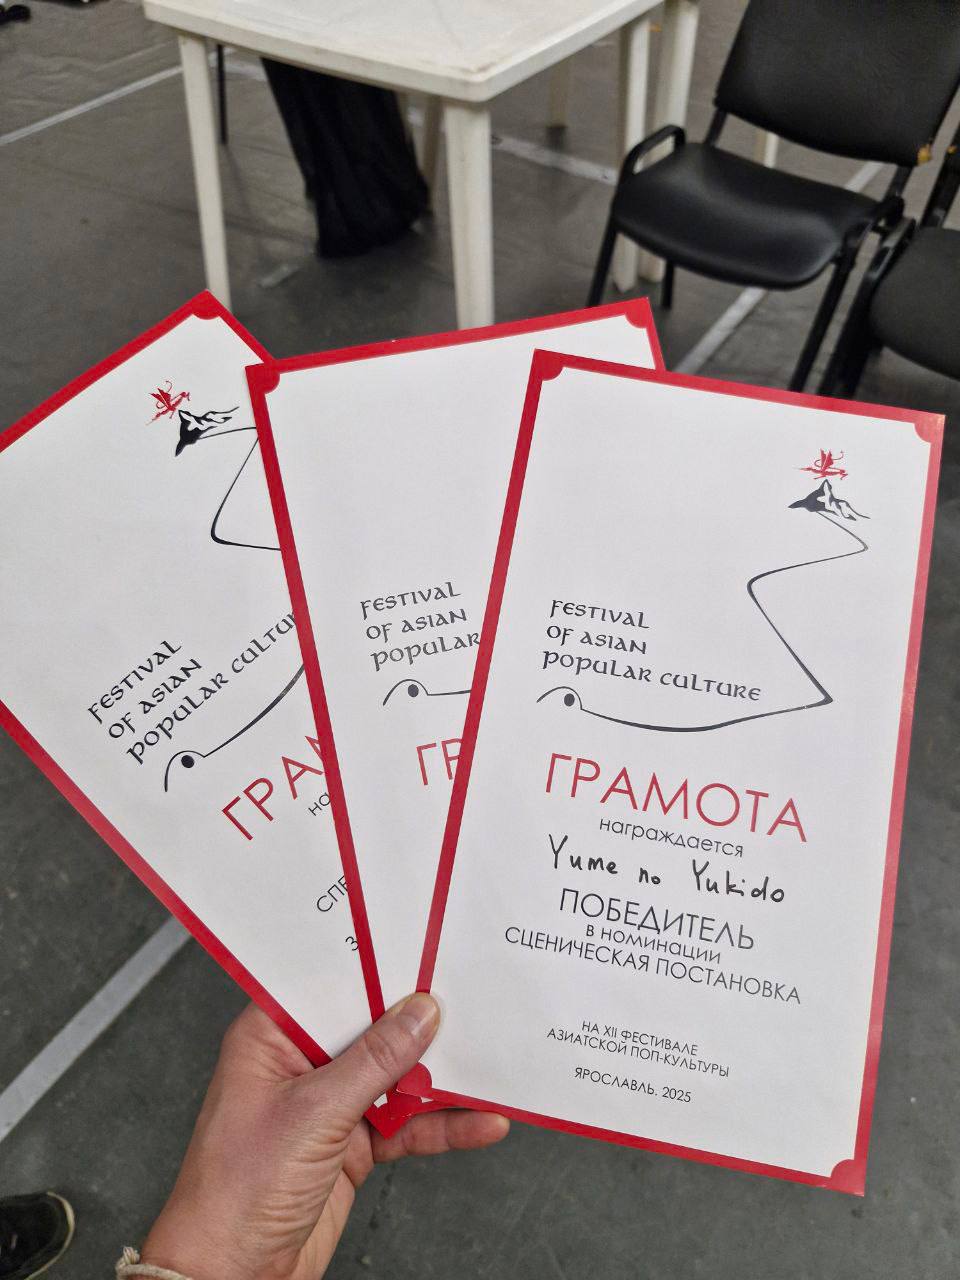 FESTIVAL
OF ASIAN
POPULAR
ГРА
FESTIVAL
OF ASIAN
POPULAR
FESTIVAL
OF ASIAN
POPULAR CULTURE
ГРАМОТА
награждается
Yume no Yukido
ПОБЕДИТЕЛЬ
в номинации
СЦЕНИЧЕСКАЯ ПОСТАНОВКА
НА XII ФЕСТИВАЛЕ
АЗИАТСКОЙ ПОП-КУЛЬТУРЫ
ЯРОСЛАВЛЬ. 2025